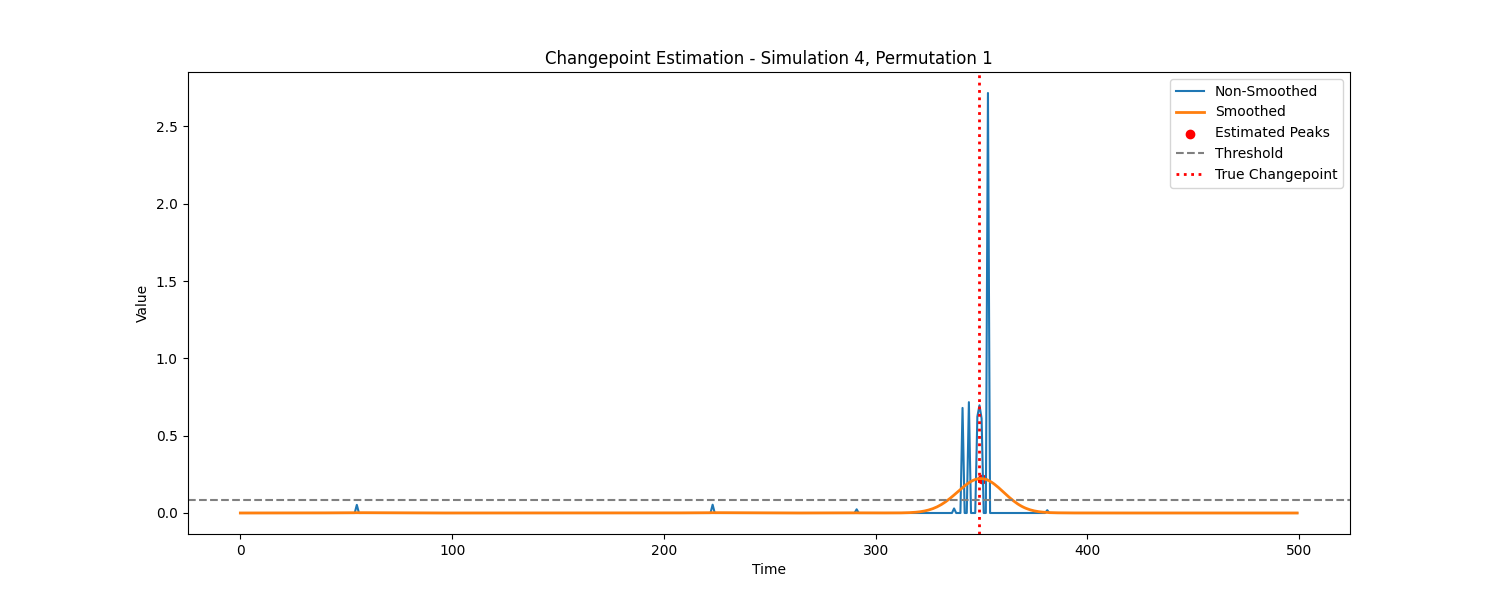 Changepoint Estimation - Simulation 4, Permutation 1
Non-Smoothed
Smoothed
Estimated Peaks
Threshold
True Changepoint
Value
2.5
2.0
1.5
1.0
0.5
0.0
0 100 200 300 400 500
Time